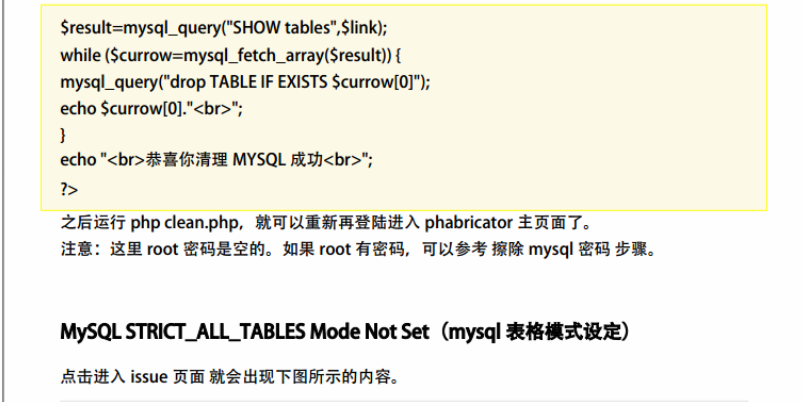 $result=mysql_query("SHOW tables",$link);
while ($currow=mysql_fetch_array($result)) {
mysql_query("drop TABLE IF EXISTS $currow[0]");
echo $currow[0]."<br>";
}
echo "<br>恭喜你清理 MYSQL 成功<br>";
?>
之后运行 php clean.php，就可以重新再登陆进入 phabricator 主页面了。
注意：这里 root 密码是空的。如果 root 有密码，可以参考 擦除 mysql 密码 步骤。
MySQL STRICT_ALL_TABLES Mode Not Set（mysql 表格模式设定）
点击进入 issue 页面 就会出现下图所示的内容。